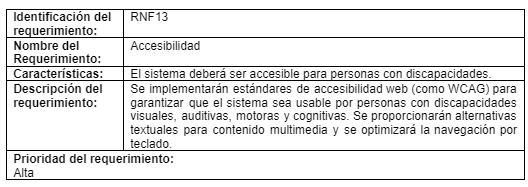 Identificación del requerimiento: RNF13
Nombre del Requerimiento: Accesibilidad
Características: El sistema deberá ser accesible para personas con discapacidades.
Descripción del requerimiento: Se implementarán estándares de accesibilidad web (como WCAG) para
garantizar que el sistema sea usable por personas con discapacidades
visuales, auditivas, motoras y cognitivas. Se proporcionarán alternativas
textuales para contenido multimedia y se optimizará la navegación por
teclado.
Prioridad del requerimiento:
Alta